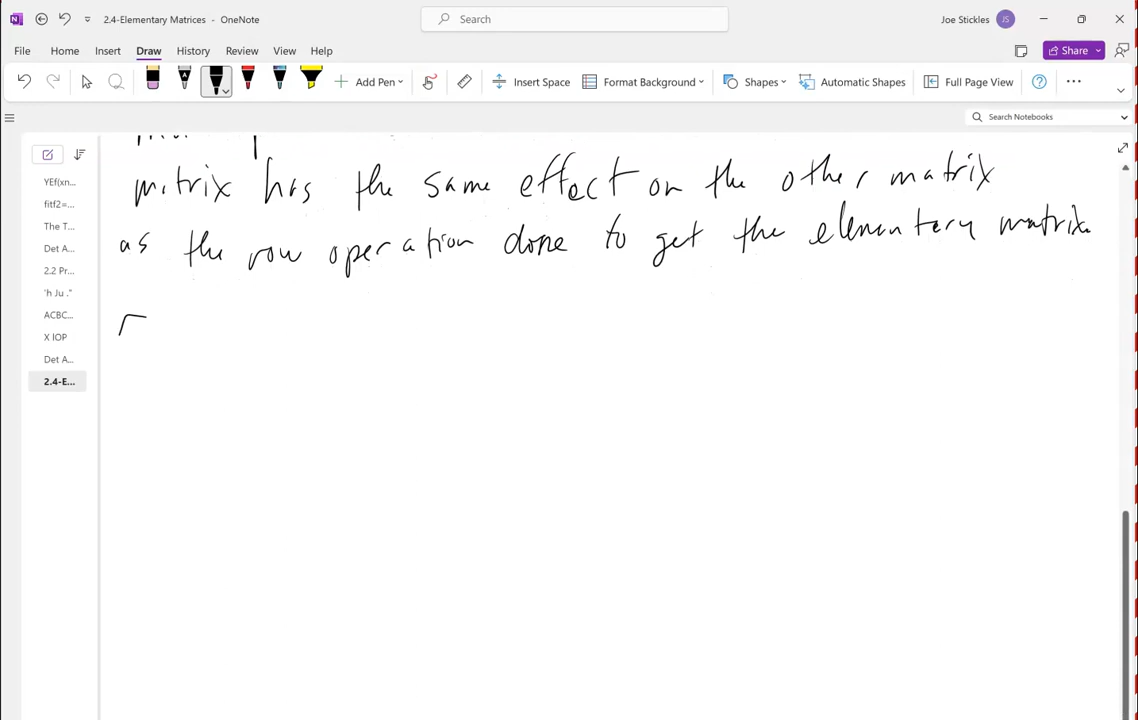 2.4-Elementary Matrices - OneNote
Search
Joe Stickles
JS
File Home Insert Draw History Review View Help
Share
Add Pen
Insert Space
Format Background
Shapes
Automatic Shapes
Full Page View
Search Notebooks
YEf(xn...
fitf2=...
The T...
Det A...
2.2 Pr...
'h Ju ."
ACBC...
X IOP
Det A...
2.4-E...
matrix has the same effect on the other matrix
as the row operation done to get the elementary matrix.